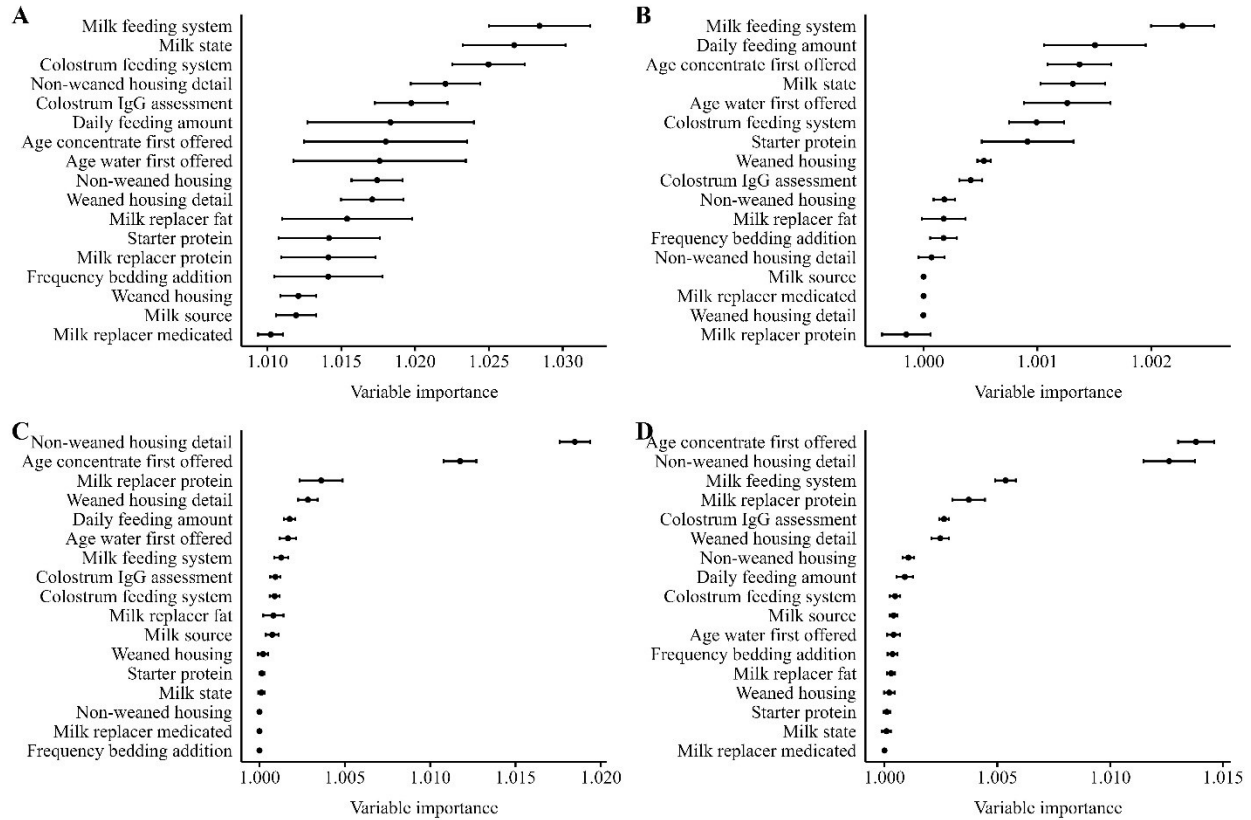 A
Milk feeding system
Milk state
Colostrum feeding system
Non-weaned housing detail
Colostrum IgG assessment
Daily feeding amount
Age concentrate first offered
Age water first offered
Non-weaned housing
Weaned housing detail
Milk replacer fat
Starter protein
Milk replacer protein
Frequency bedding addition
Weaned housing
Milk source
Milk replacer medicated
1.010 1.015 1.020 1.025 1.030
Variable importance
B
Milk feeding system
Daily feeding amount
Age concentrate first offered
Milk state
Age water first offered
Colostrum feeding system
Starter protein
Weaned housing
Colostrum IgG assessment
Non-weaned housing
Milk replacer fat
Frequency bedding addition
Non-weaned housing detail
Milk source
Milk replacer medicated
Weaned housing detail
Milk replacer protein
1.000 1.001 1.002
Variable importance
C
Non-weaned housing detail
Age concentrate first offered
Milk replacer protein
Weaned housing detail
Daily feeding amount
Age water first offered
Milk feeding system
Colostrum IgG assessment
Colostrum feeding system
Milk replacer fat
Milk source
Weaned housing
Starter protein
Milk state
Non-weaned housing
Milk replacer medicated
Frequency bedding addition
1.000 1.005 1.010 1.015 1.020
Variable importance
D
Age concentrate first offered
Non-weaned housing detail
Milk feeding system
Milk replacer protein
Colostrum IgG assessment
Weaned housing detail
Non-weaned housing
Daily feeding amount
Colostrum feeding system
Milk source
Age water first offered
Frequency bedding addition
Milk replacer fat
Weaned housing
Starter protein
Milk state
Milk replacer medicated
1.000 1.005 1.010 1.015
Variable importance